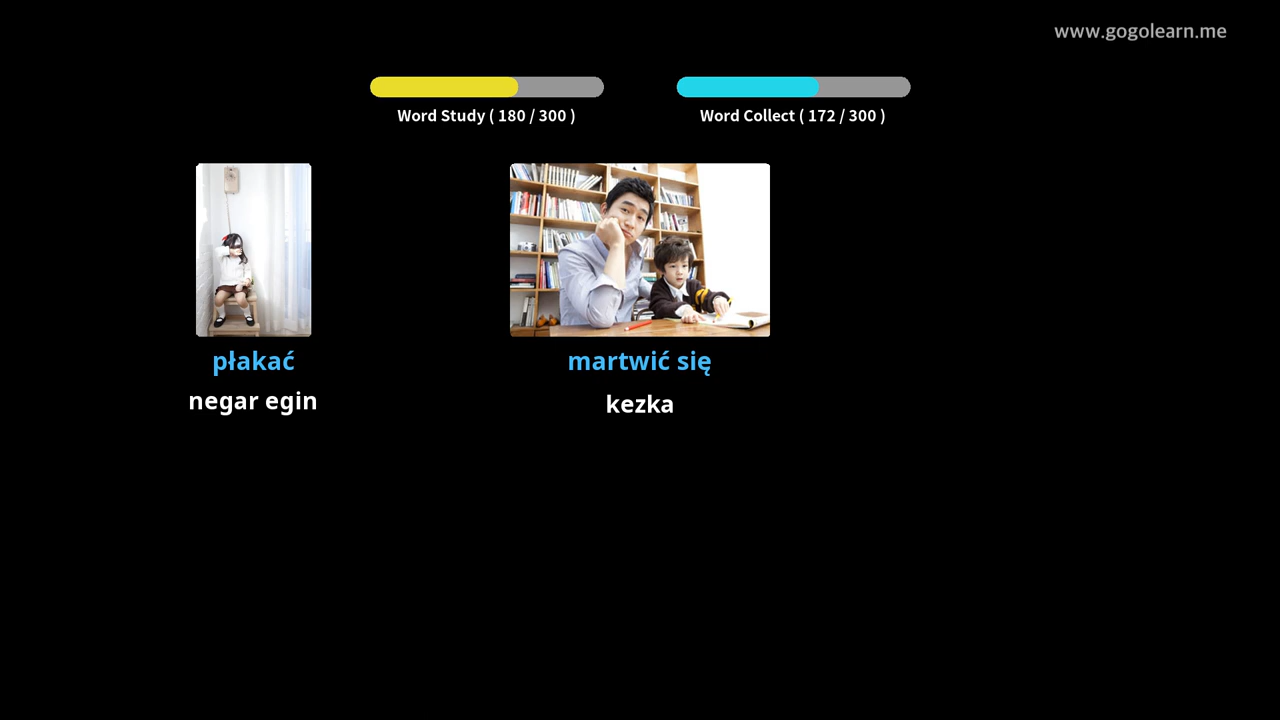 www.gogolearn.me
Word Study ( 180 / 300 )
Word Collect ( 172 / 300 )
płakać
negar egin
martwić się
kezka